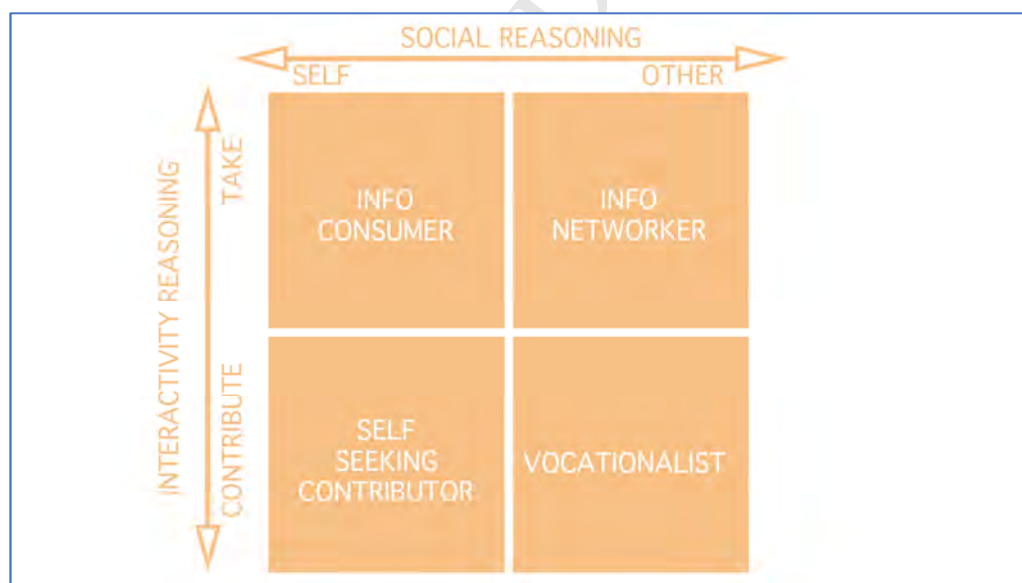 SOCIAL REASONING
SELF
OTHER
INTERACTIVITY REASONING
TAKE
CONTRIBUTE
INFO
CONSUMER
INFO
NETWORKER
SELF
SEEKING
CONTRIBUTOR
VOCATIONALIST